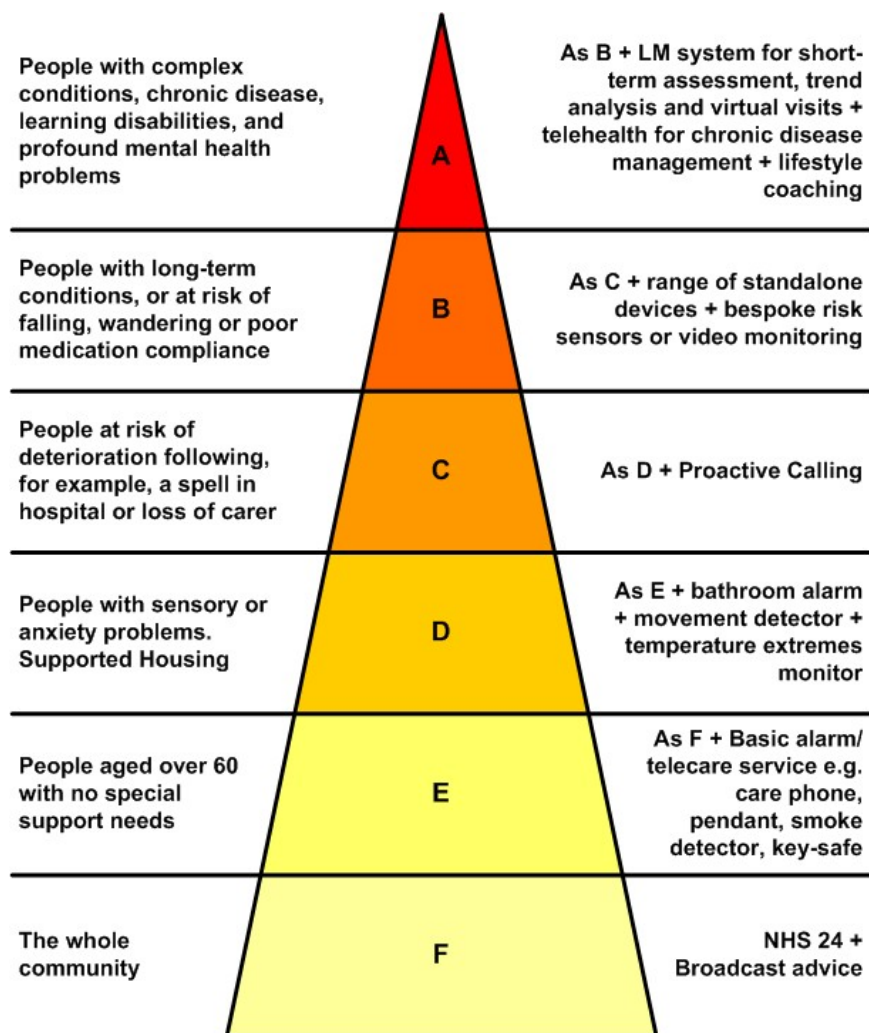 People with complex
conditions, chronic disease,
learning disabilities, and
profound mental health
problems
A
As B + LM system for short-
term assessment, trend
analysis and virtual visits +
telehealth for chronic disease
management + lifestyle
coaching
People with long-term
conditions, or at risk of
falling, wandering or poor
medication compliance
B
As C + range of standalone
devices + bespoke risk
sensors or video monitoring
People at risk of
deterioration following,
for example, a spell in
hospital or loss of carer
C
As D + Proactive Calling
People with sensory or
anxiety problems.
Supported Housing
D
As E + bathroom alarm
+ movement detector +
temperature extremes
monitor
People aged over 60
with no special
support needs
E
As F + Basic alarm/
telecare service e.g.
care phone,
pendant, smoke
detector, key-safe
The whole
community
F
NHS 24 +
Broadcast advice